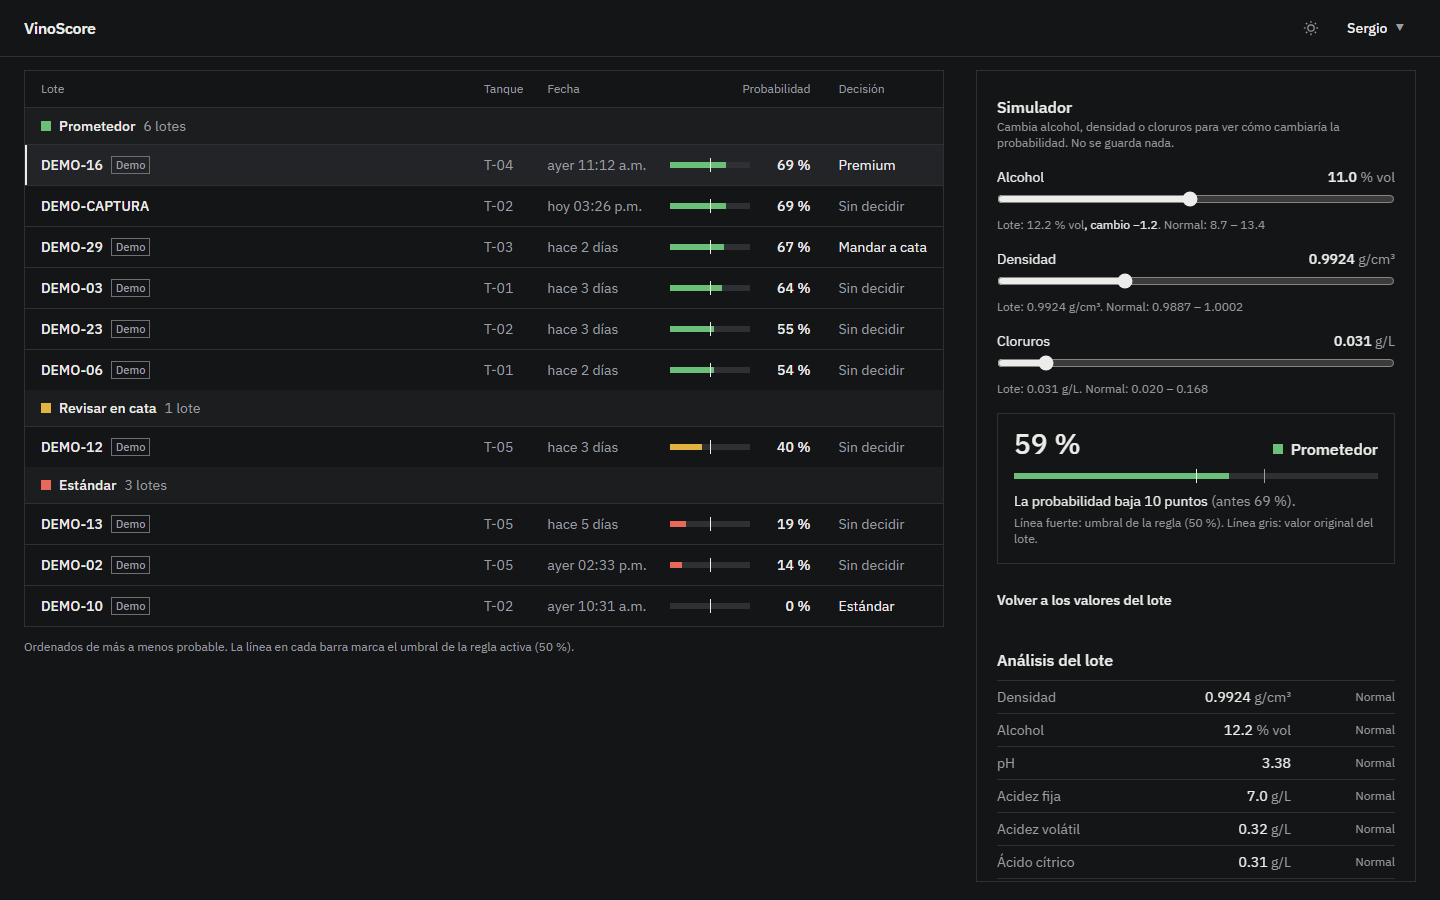 VinoScore
Sergio ▼
Lote Tanque Fecha Probabilidad Decisión
Prometedor 6 lotes
DEMO-16 Demo T-04 ayer 11:12 a.m. 69 % Premium
DEMO-CAPTURA T-02 hoy 03:26 p.m. 69 % Sin decidir
DEMO-29 Demo T-03 hace 2 días 67 % Mandar a cata
DEMO-03 Demo T-01 hace 3 días 64 % Sin decidir
DEMO-23 Demo T-02 hace 3 días 55 % Sin decidir
DEMO-06 Demo T-01 hace 2 días 54 % Sin decidir
Revisar en cata 1 lote
DEMO-12 Demo T-05 hace 3 días 40 % Sin decidir
Estándar 3 lotes
DEMO-13 Demo T-05 hace 5 días 19 % Sin decidir
DEMO-02 Demo T-05 ayer 02:33 p.m. 14 % Sin decidir
DEMO-10 Demo T-02 ayer 10:31 a.m. 0 % Estándar
Ordenados de más a menos probable. La línea en cada barra marca el umbral de la regla activa (50 %).
Simulador
Cambia alcohol, densidad o cloruros para ver cómo cambiaría la
probabilidad. No se guarda nada.
Alcohol 11.0 % vol
Lote: 12.2 % vol, cambio −1.2. Normal: 8.7 – 13.4
Densidad 0.9924 g/cm³
Lote: 0.9924 g/cm³. Normal: 0.9887 – 1.0002
Cloruros 0.031 g/L
Lote: 0.031 g/L. Normal: 0.020 – 0.168
59 % Prometedor
La probabilidad baja 10 puntos (antes 69 %).
Línea fuerte: umbral de la regla (50 %). Línea gris: valor original del
lote.
Volver a los valores del lote
Análisis del lote
Densidad 0.9924 g/cm³ Normal
Alcohol 12.2 % vol Normal
pH 3.38 Normal
Acidez fija 7.0 g/L Normal
Acidez volátil 0.32 g/L Normal
Ácido cítrico 0.31 g/L Normal